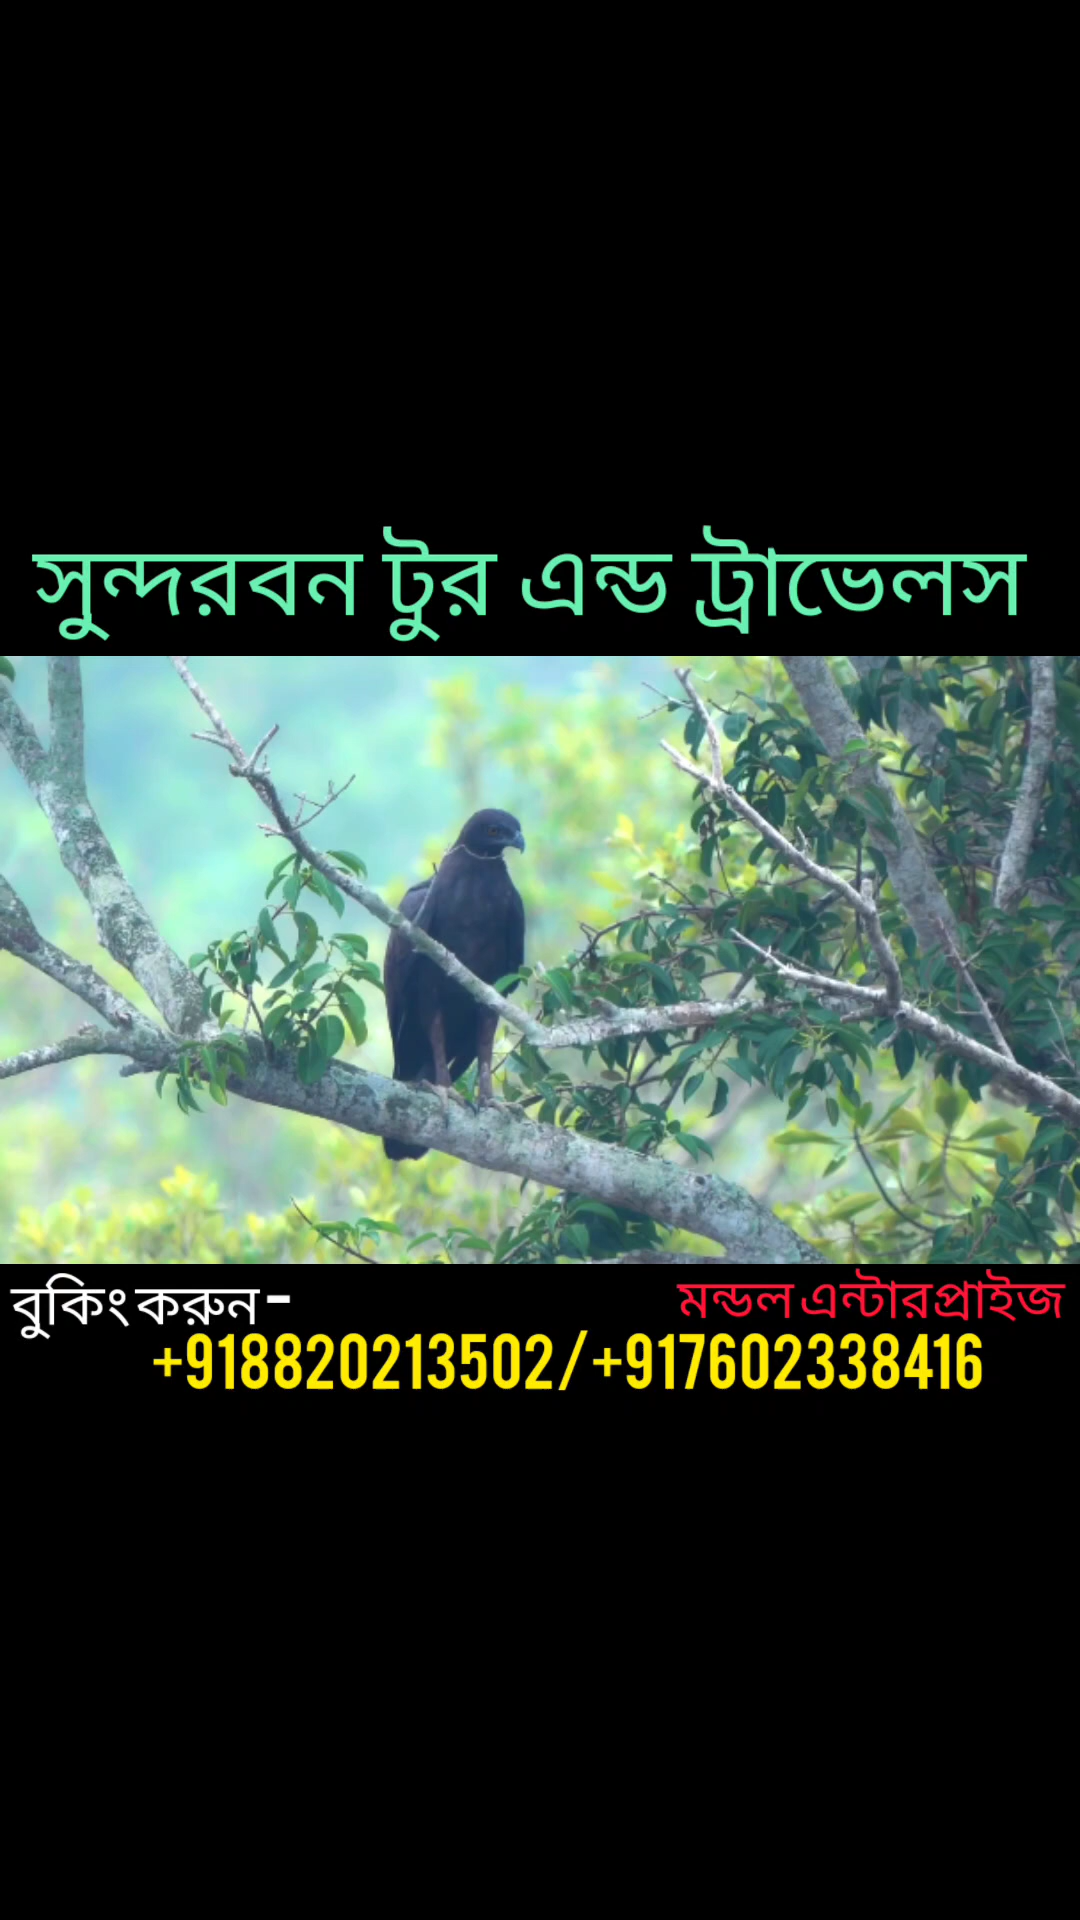 সুন্দরবন টুর এন্ড ট্রাভেলস
বুকিং করুন- মন্ডল এন্টারপ্রাইজ
+918820213502/+917602338416